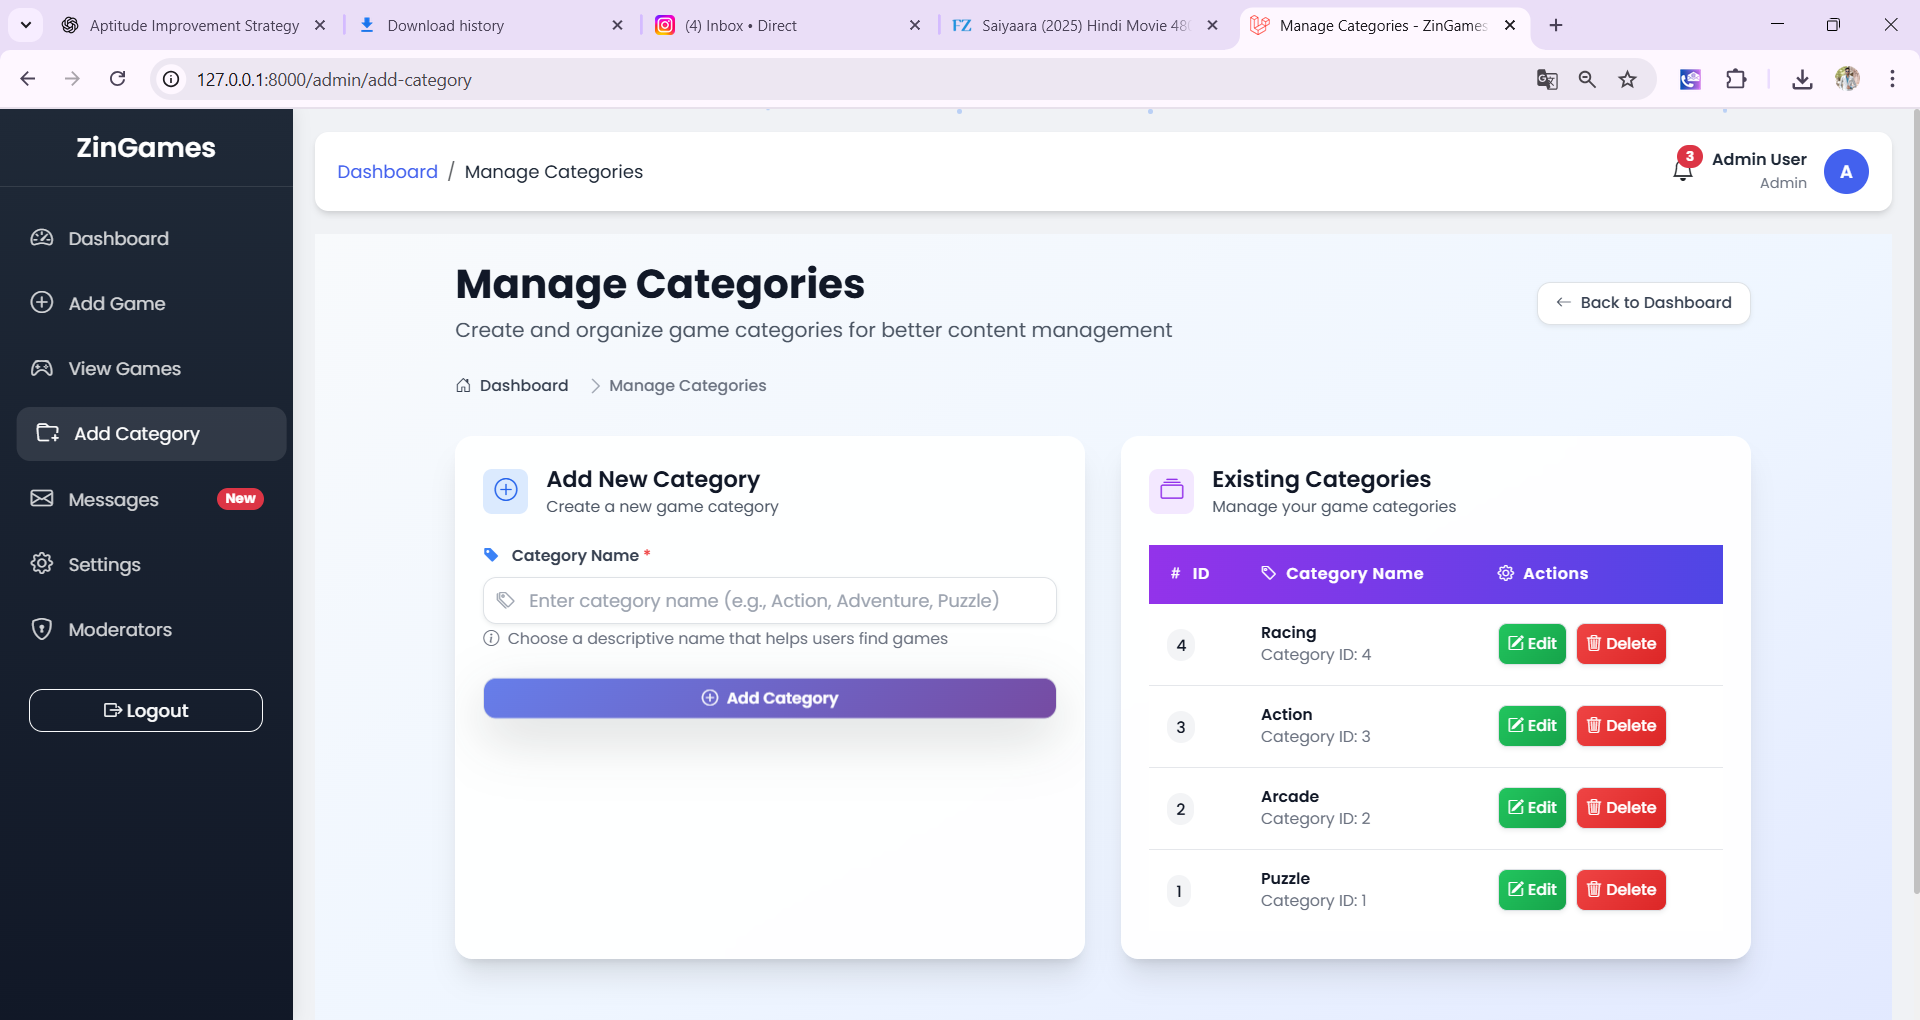 Aptitude Improvement Strategy
Download history
(4) Inbox • Direct
FZ Saiyaara (2025) Hindi Movie 48
Manage Categories - ZinGames
127.0.0.1:8000/admin/add-category
ZinGames
Dashboard
Add Game
View Games
Add Category
Messages New
Settings
Moderators
Logout
Dashboard / Manage Categories
3
Admin User
Admin
A
Manage Categories
Create and organize game categories for better content management
Back to Dashboard
Dashboard Manage Categories
Add New Category
Create a new game category
Category Name *
Enter category name (e.g., Action, Adventure, Puzzle)
Choose a descriptive name that helps users find games
Add Category
Existing Categories
Manage your game categories
# ID Category Name Actions
4 Racing Edit Delete
Category ID: 4
3 Action Edit Delete
Category ID: 3
2 Arcade Edit Delete
Category ID: 2
1 Puzzle Edit Delete
Category ID: 1